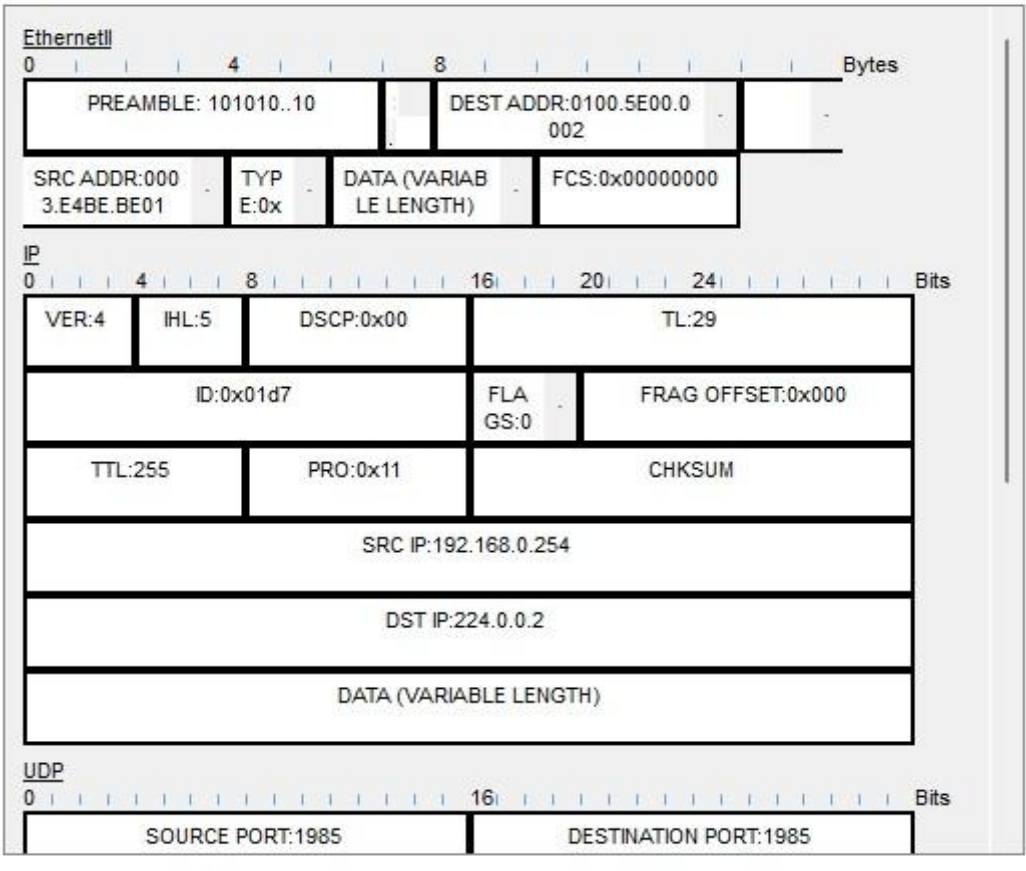 EthernetII
0 4 8 Bytes
PREAMBLE: 101010..10
DEST ADDR:0100.5E00.0
002
SRC ADDR:000
3.E4BE.BE01
TYP
E:0x
DATA (VARIAB
LE LENGTH)
FCS:0x00000000
IP
0 4 8 16 20 24 Bits
VER:4 IHL:5 DSCP:0x00 TL:29
ID:0x01d7
FLA
GS:0
FRAG OFFSET:0x000
TTL:255 PRO:0x11 CHKSUM
SRC IP:192.168.0.254
DST IP:224.0.0.2
DATA (VARIABLE LENGTH)
UDP
0 16 Bits
SOURCE PORT:1985 DESTINATION PORT:1985